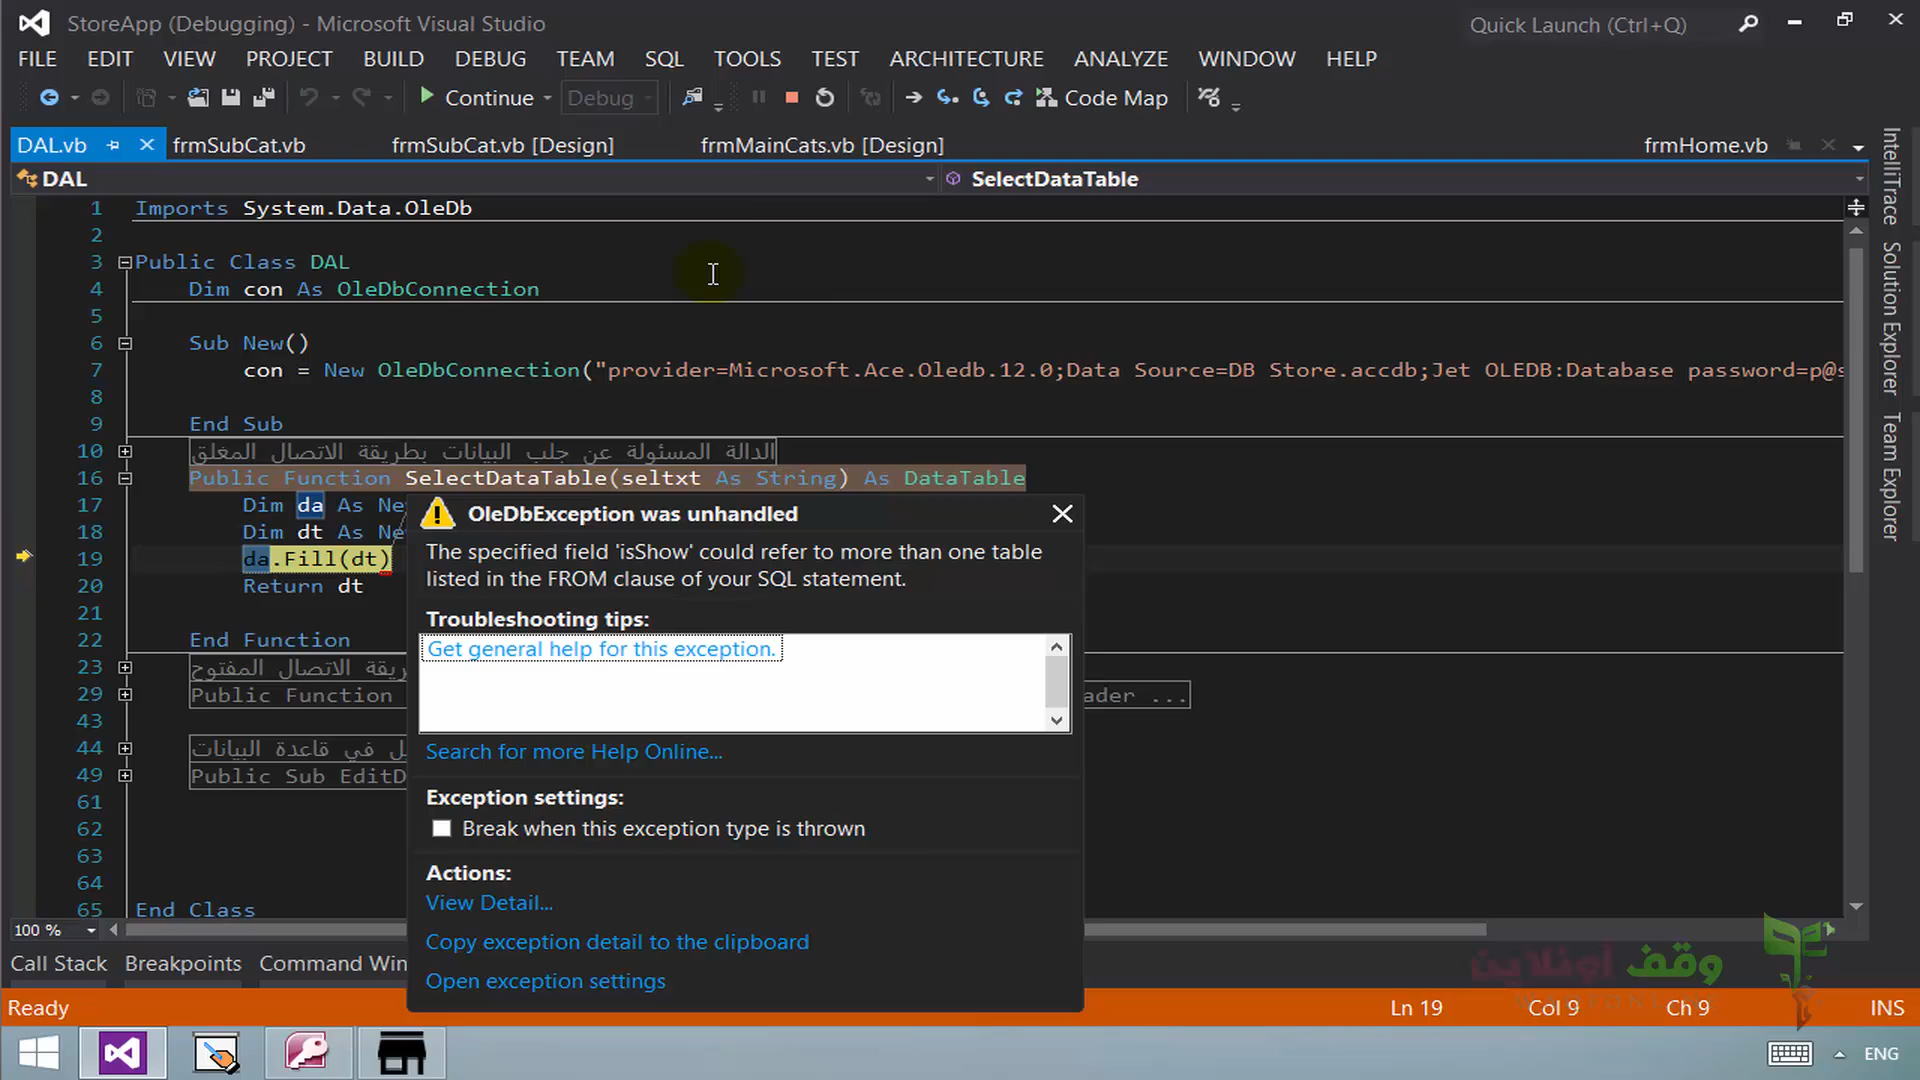 StoreApp (Debugging) - Microsoft Visual Studio
Quick Launch (Ctrl+Q)
FILE EDIT VIEW PROJECT BUILD DEBUG TEAM SQL TOOLS TEST ARCHITECTURE ANALYZE WINDOW HELP
Continue Debug Code Map
DAL.vb frmSubCat.vb frmSubCat.vb [Design] frmMainCats.vb [Design] frmHome.vb
DAL SelectDataTable
1 Imports System.Data.OleDb
2
3 Public Class DAL
4 Dim con As OleDbConnection
5
6 Sub New()
7 con = New OleDbConnection("provider=Microsoft.Ace.Oledb.12.0;Data Source=DB Store.accdb;Jet OLEDB:Database password=p@s
8
9 End Sub
10 الدالة المسئولة عن جلب البيانات بطريقة الاتصال المغلق
16 Public Function SelectDataTable(seltxt As String) As DataTable
17 Dim da As Ne
18 Dim dt As Ne
19 da.Fill(dt)
20 Return dt
21
22 End Function
23 ريقة الاتصال المفتوح
29 Public Function ader ...
43
44 ل في قاعدة البيانات
49 Public Sub EditD
61
62
63
64
65 End Class
OleDbException was unhandled
The specified field 'isShow' could refer to more than one table
listed in the FROM clause of your SQL statement.
Troubleshooting tips:
Get general help for this exception.
Search for more Help Online...
Exception settings:
Break when this exception type is thrown
Actions:
View Detail...
Copy exception detail to the clipboard
Open exception settings
IntelliTrace
Solution Explorer
Team Explorer
100 %
Call Stack Breakpoints Command Win
وقف أونلاين
Ready Ln 19 Col 9 Ch 9 INS
ENG